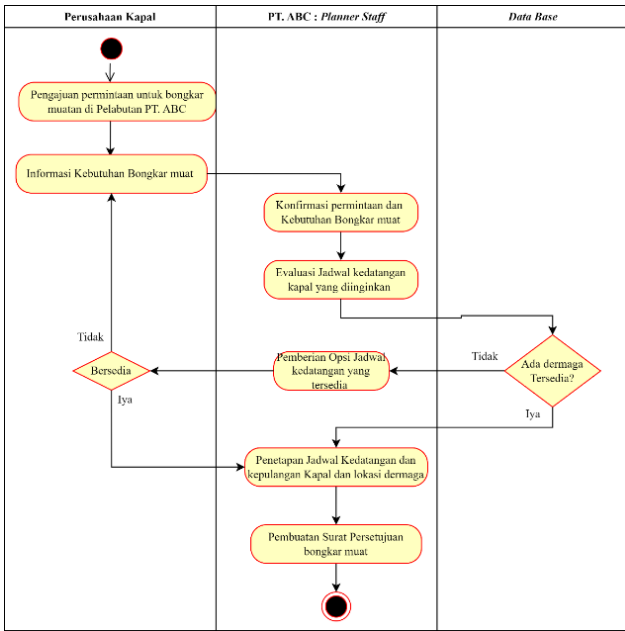 Perusahaan Kapal
PT. ABC : Planner Staff
Data Base
Pengajuan permintaan untuk bongkar
muatan di Pelabutan PT. ABC
Informasi Kebutuhan Bongkar muat
Konfirmasi permintaan dan
Kebutuhan Bongkar muat
Evaluasi Jadwal kedatangan
kapal yang diinginkan
Ada dermaga
Tersedia?
Tidak
Iya
Pemberian Opsi Jadwal
kedatangan yang
tersedia
Bersedia
Tidak
Iya
Penetapan Jadwal Kedatangan dan
kepulangan Kapal dan lokasi dermaga
Pembuatan Surat Persetujuan
bongkar muat